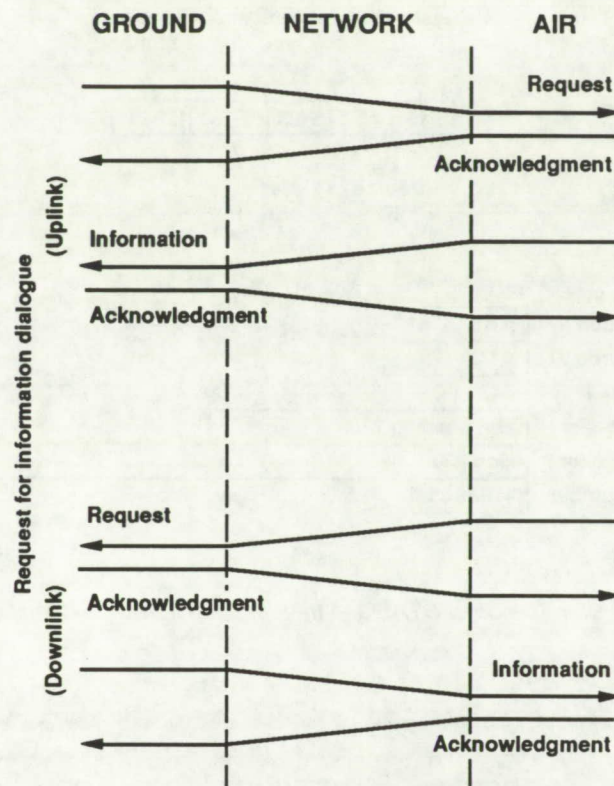 GROUND NETWORK AIR
Request
Acknowledgment
Information
Acknowledgment
Request
Acknowledgment
Information
Acknowledgment
Request for information dialogue
(Uplink)
(Downlink)